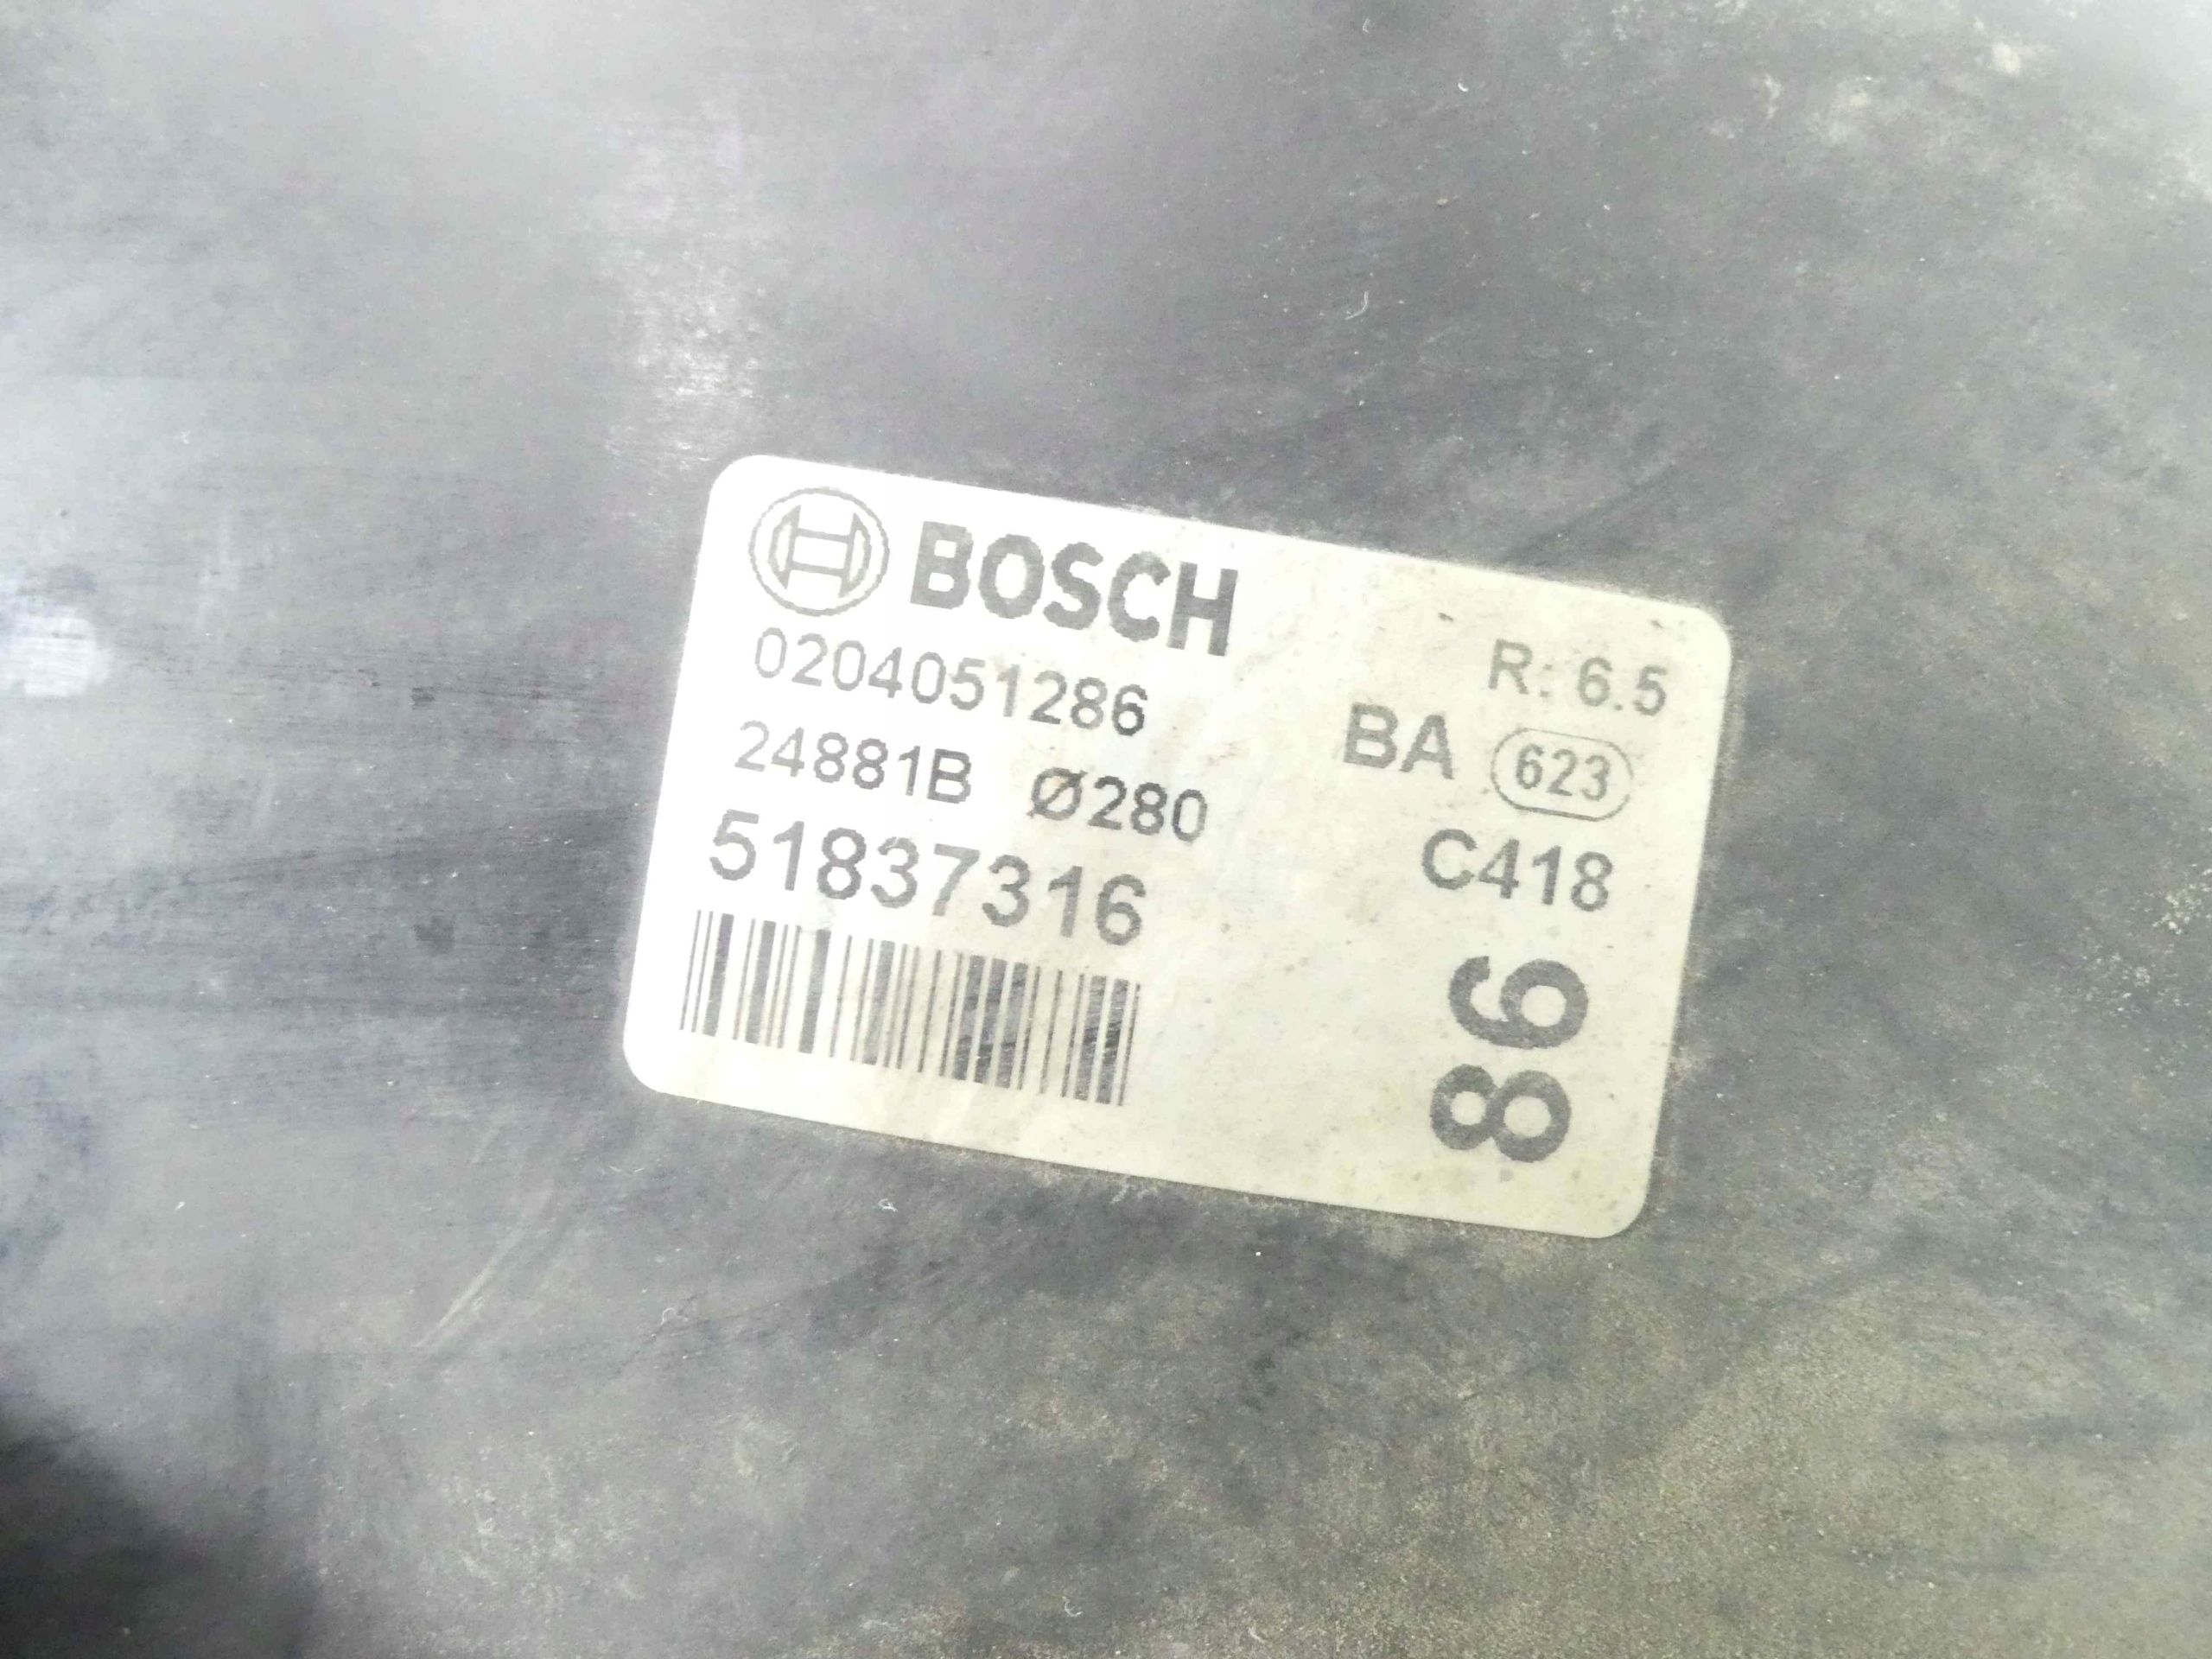 BOSCH
0204051286
R: 6.5
24881B Ø280
BA 623
51837316
C418
86